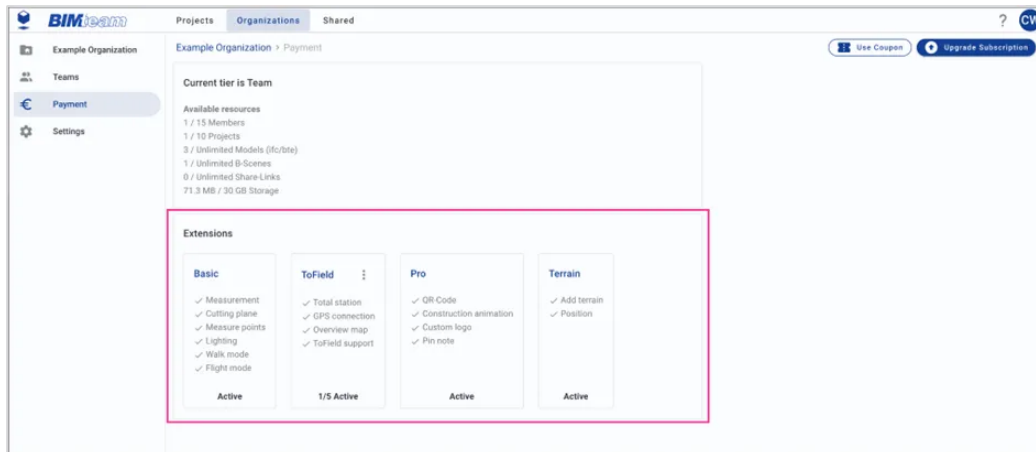 BIMteam
Projects Organizations Shared
? CW
Example Organization
Teams
€ Payment
Settings
Example Organization > Payment
Use Coupon
Upgrade Subscription
Current tier is Team
Available resources
1 / 15 Members
1 / 10 Projects
3 / Unlimited Models (ifc/bte)
1 / Unlimited B-Scenes
0 / Unlimited Share-Links
71.3 MB / 30 GB Storage
Extensions
Basic
Measurement
Cutting plane
Measure points
Lighting
Walk mode
Flight mode
Active
ToField
Total station
GPS connection
Overview map
ToField support
1/5 Active
Pro
QR-Code
Construction animation
Custom logo
Pin note
Active
Terrain
Add terrain
Position
Active